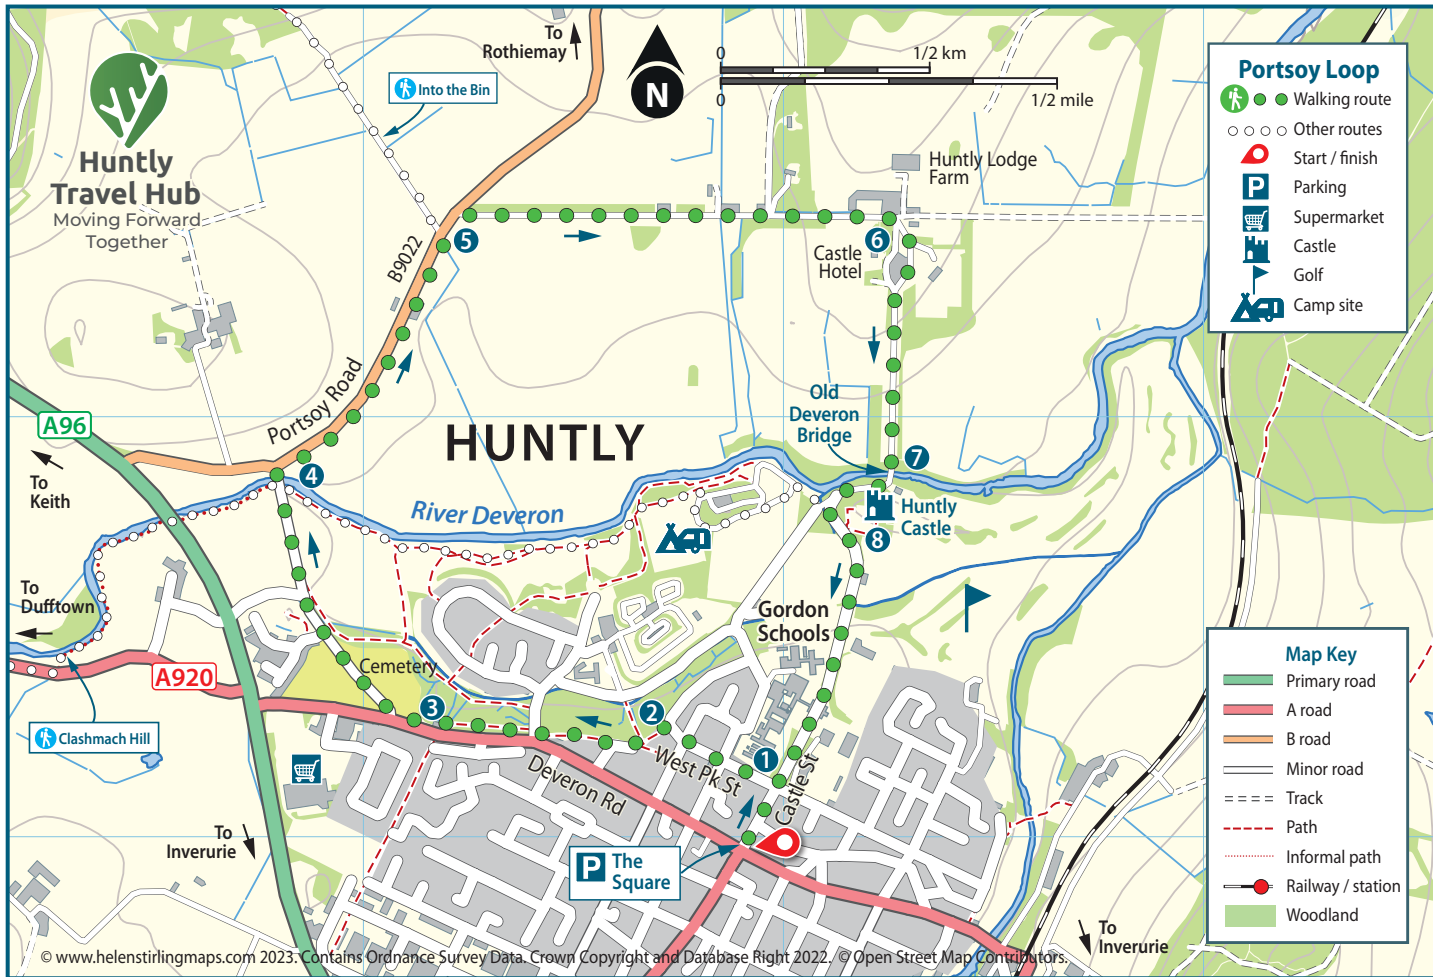 To
Rothiemay
Into the Bin
Huntly
Travel Hub
Moving Forward
Together
N
0
1/2 km
0
1/2 mile
Portsoy Loop
Walking route
Other routes
Start / finish
P
Parking
Supermarket
Castle
Golf
Camp site
Huntly Lodge
Farm
5
6
Castle
Hotel
B9022
Portsoy Road
A96
To
Keith
HUNTLY
Old
Deveron
Bridge
4
7
River Deveron
Huntly
Castle
8
To
Dufftown
Gordon
Schools
A920
Cemetery
3
2
Clashmach Hill
West Pk St
1
Deveron Rd
Castle St
To
Inverurie
P
The
Square
Map Key
Primary road
A road
B road
Minor road
Track
Path
Informal path
Railway / station
Woodland
To
Inverurie
© www.helenstirlingmaps.com 2023. Contains Ordnance Survey Data. Crown Copyright and Database Right 2022. © Open Street Map Contributors.